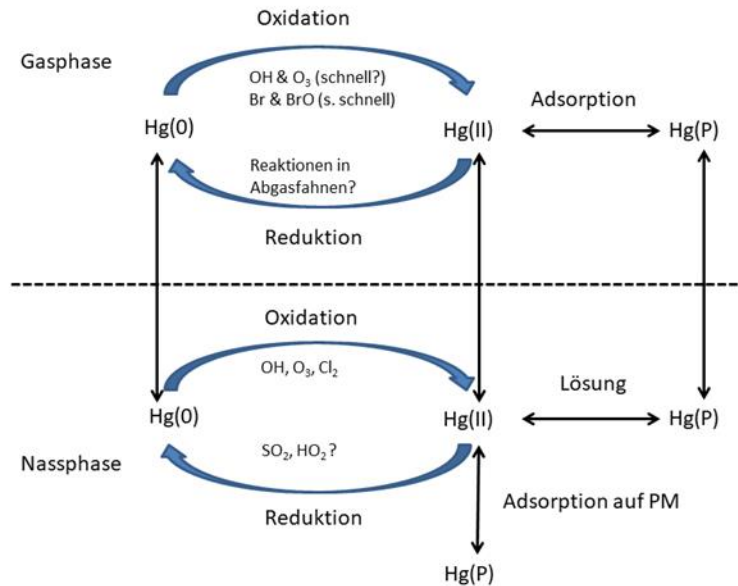 Oxidation
Gasphase
OH & O₃ (schnell?)
Br & BrO (s. schnell)
Adsorption
Hg(0)
Hg(II)
Hg(P)
Reaktionen in
Abgasfahnen?
Reduktion
Oxidation
OH, O₃, Cl₂
Lösung
Hg(0)
Hg(II)
Hg(P)
Nassphase
SO₂, HO₂ ?
Reduktion
Adsorption auf PM
Hg(P)